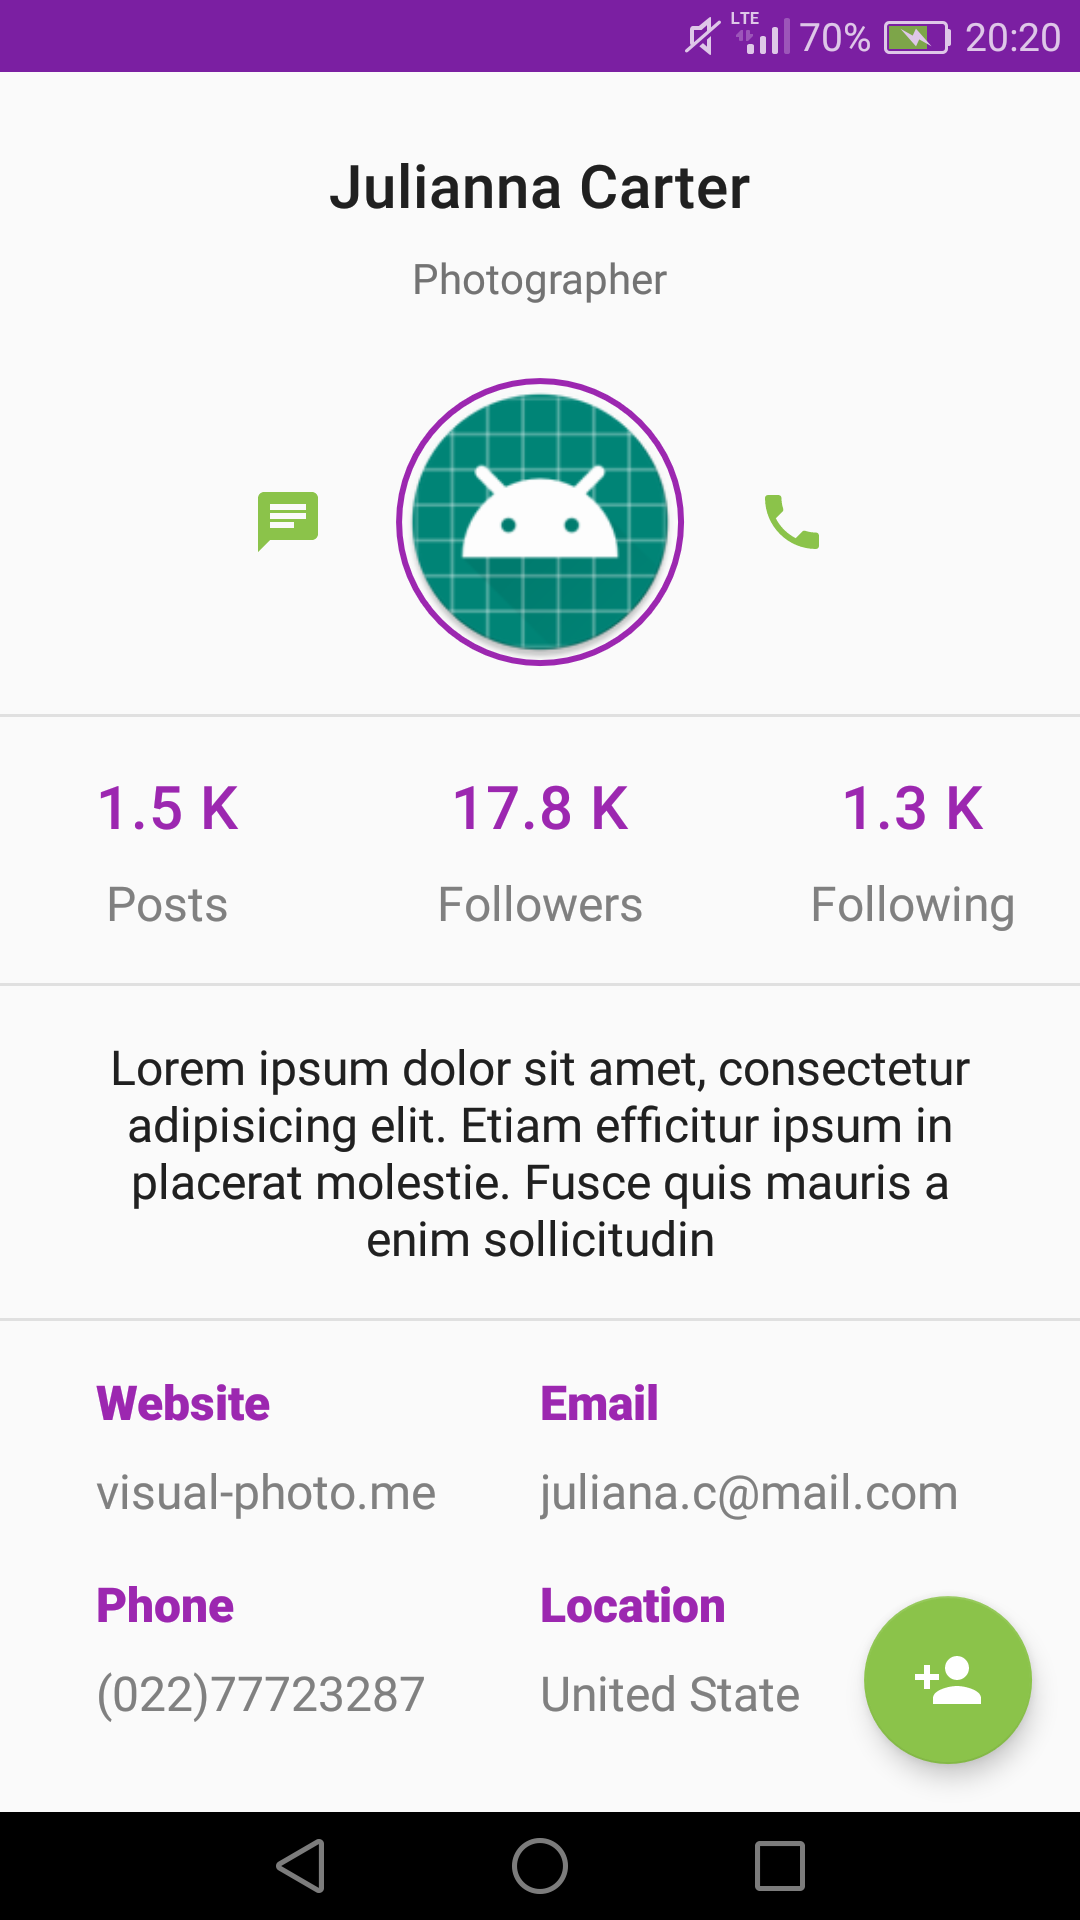 LTE
70% 20:20
Julianna Carter
Photographer
1.5 K 17.8 K 1.3 K
Posts Followers Following
Lorem ipsum dolor sit amet, consectetur
adipisicing elit. Etiam efficitur ipsum in
placerat molestie. Fusce quis mauris a
enim sollicitudin
Website Email
visual-photo.me juliana.c@mail.com
Phone Location
(022)77723287 United State